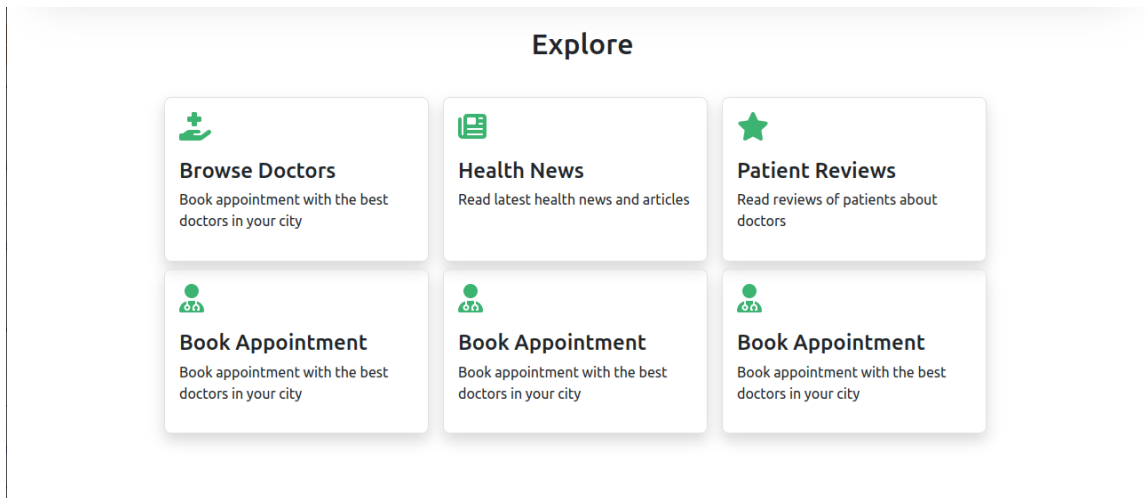 Explore
Browse Doctors
Book appointment with the best
doctors in your city
Health News
Read latest health news and articles
Patient Reviews
Read reviews of patients about
doctors
Book Appointment
Book appointment with the best
doctors in your city
Book Appointment
Book appointment with the best
doctors in your city
Book Appointment
Book appointment with the best
doctors in your city